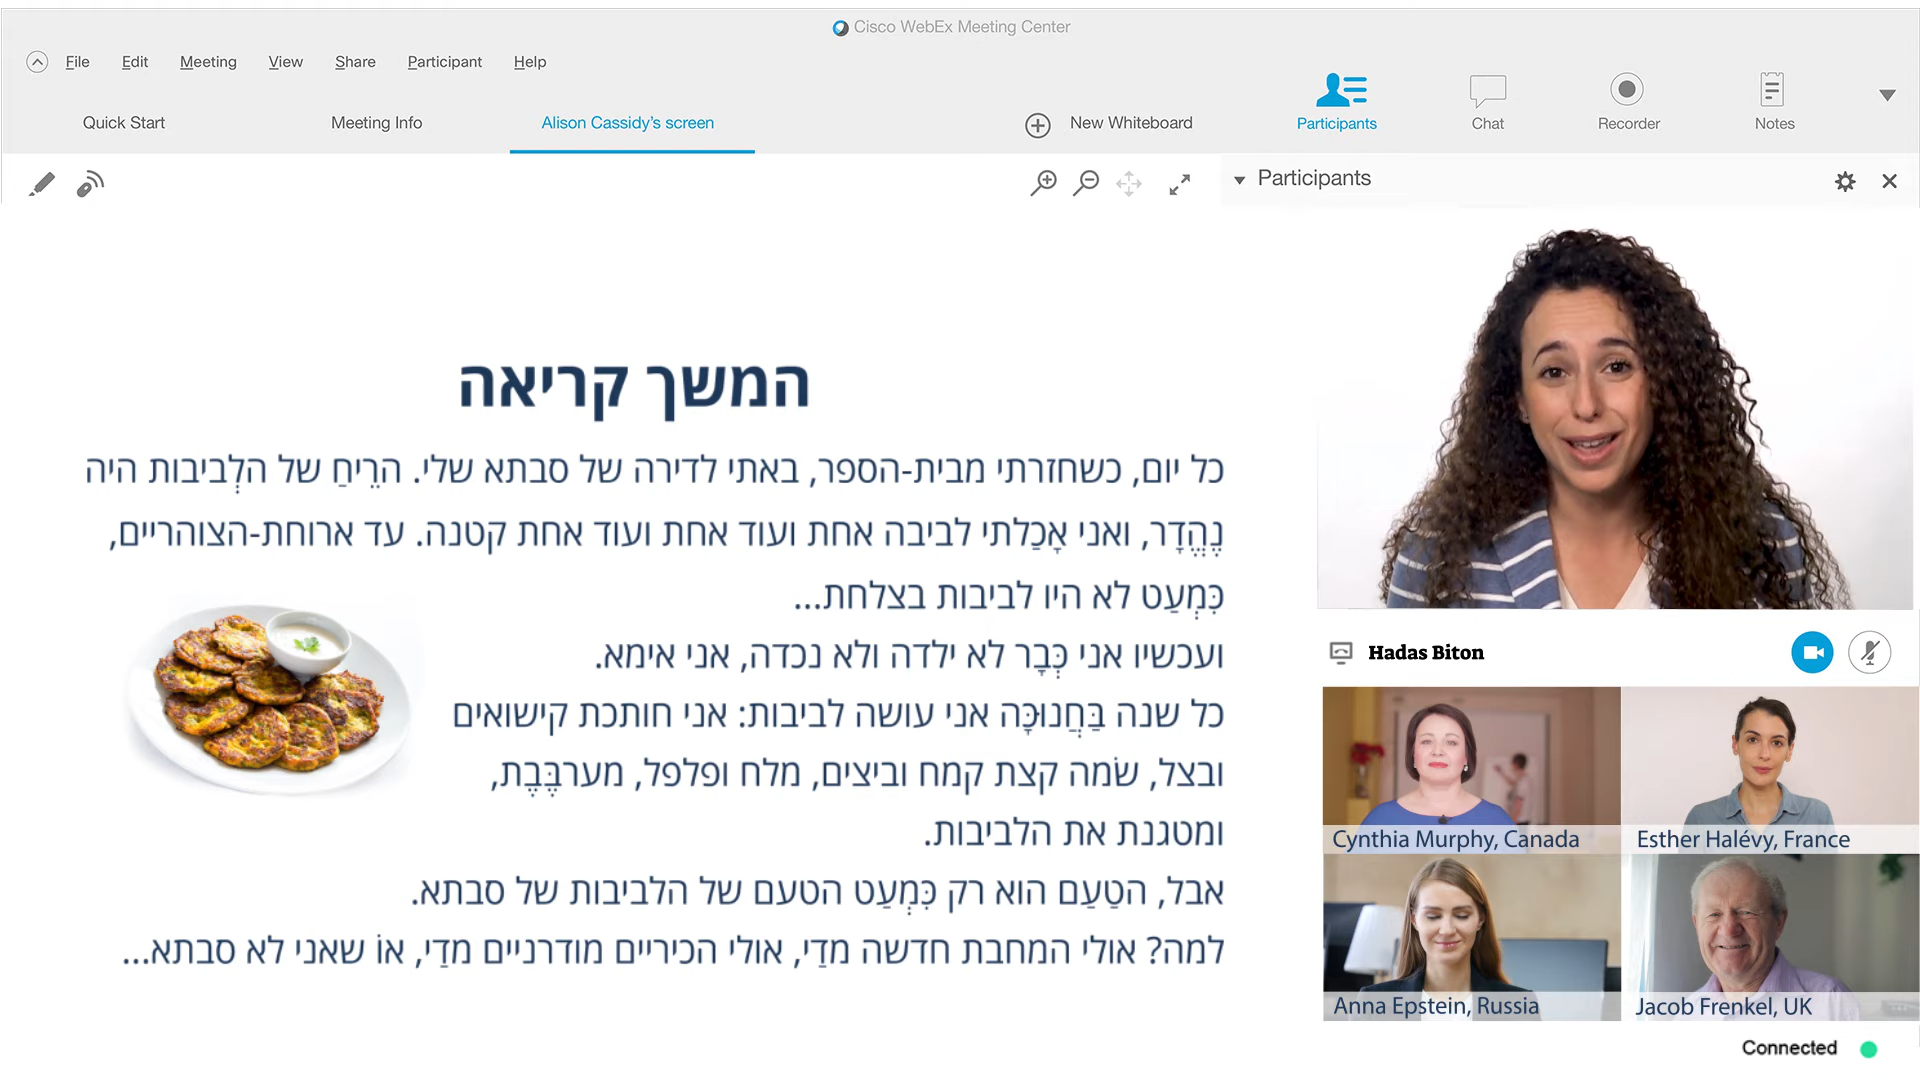 Cisco WebEx Meeting Center
File Edit Meeting View Share Participant Help
Quick Start Meeting Info Alison Cassidy's screen New Whiteboard Participants Chat Recorder Notes
Participants
המשך קריאה
כל יום, כשחזרתי מבית-הספר, באתי לדירה של סבתא שלי. הרֵיחַ של הלְביבות היה
נֶהֱדָר, ואני אָכַלתי לביבה אחת ועוד אחת ועוד אחת קטנה. עד ארוחת-הצוהריים,
כִּמְעַט לא היו לביבות בצלחת...
ועכשיו אני כְּבָר לא ילדה ולא נכדה, אני אימא.
כל שנה בַּחֲנוּכָּה אני עושה לביבות: אני חותכת קישואים
ובצל, שׂמה קצת קמח וביצים, מלח ופלפל, מערבֶּבֶת,
ומטגנת את הלביבות.
אבל, הטַעַם הוא רק כִּמְעַט הטעם של הלביבות של סבתא.
למה? אולי המחבת חדשה מדַי, אולי הכיריים מודרניים מדַי, אוֹ שאני לא סבתא...
Hadas Biton
Cynthia Murphy, Canada
Esther Halévy, France
Anna Epstein, Russia
Jacob Frenkel, UK
Connected